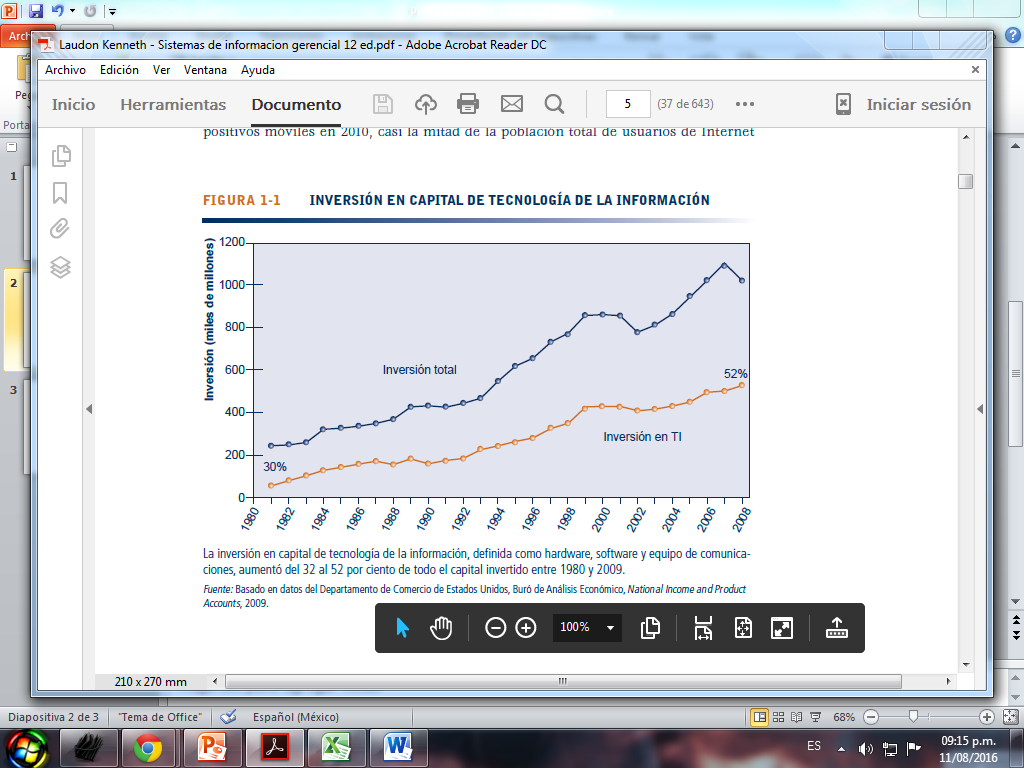 Laudon Kenneth - Sistemas de informacion gerencial 12 ed.pdf - Adobe Acrobat Reader DC
Archivo Edición Ver Ventana Ayuda
Inicio Herramientas Documento 5 (37 de 643) Iniciar sesión
positivos móviles en 2010, casi la mitad de la población total de usuarios de Internet
1
2
3
FIGURA 1-1 INVERSIÓN EN CAPITAL DE TECNOLOGÍA DE LA INFORMACIÓN
Inversión (miles de millones)
1200
1000
800
600
400
200
0
Inversión total
52%
Inversión en TI
30%
1980 1982 1984 1986 1988 1990 1992 1994 1996 1998 2000 2002 2004 2006 2008
La inversión en capital de tecnología de la información, definida como hardware, software y equipo de comunica-
ciones, aumentó del 32 al 52 por ciento de todo el capital invertido entre 1980 y 2009.
Fuente: Basado en datos del Departamento de Comercio de Estados Unidos, Buró de Análisis Económico, National Income and Product
Accounts, 2009.
100%
210 x 270 mm
Diapositiva 2 de 3 "Tema de Office" Español (México) 68%
ES 09:15 p.m.
11/08/2016